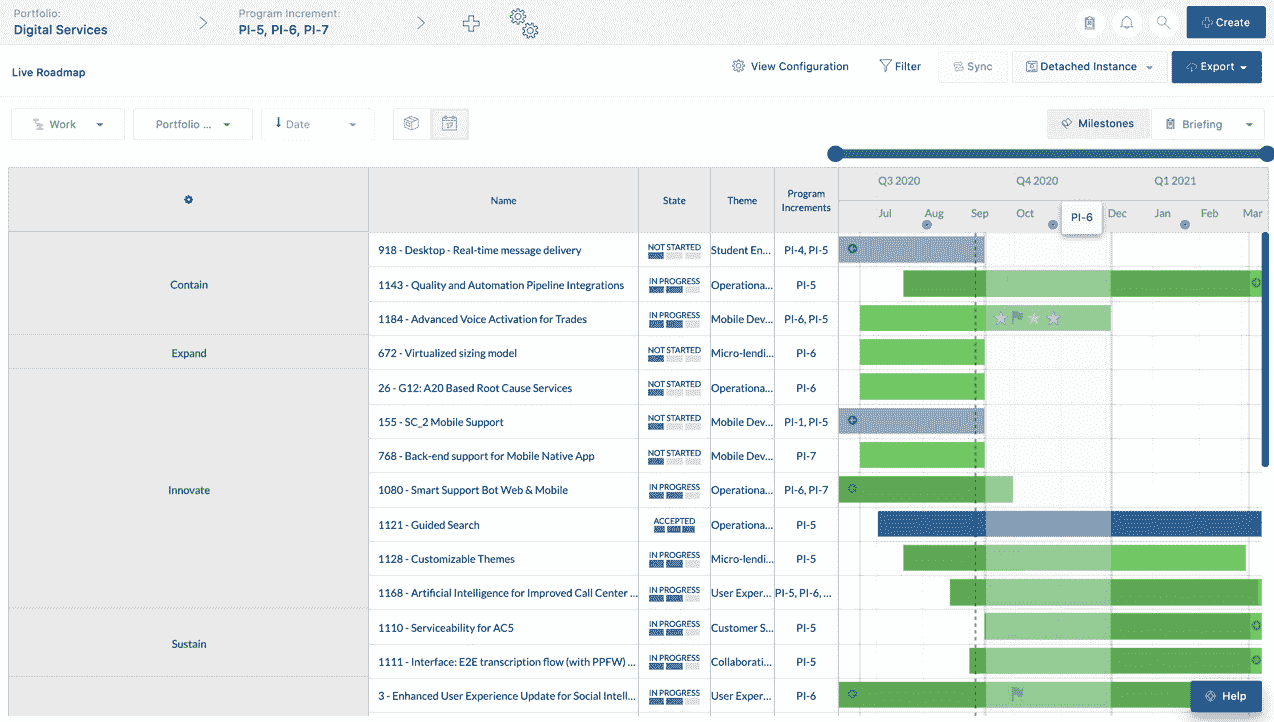 Portfolio:
Digital Services
Program Increment:
PI-5, PI-6, PI-7
Create
Live Roadmap
View Configuration
Filter
Sync
Detached Instance
Export
Work
Portfolio ...
Date
17
Milestones
Briefing
Name
State
Theme
Program
Increments
Q3 2020
Q4 2020
Q1 2021
Jul
Aug
Sep
Oct
PI-6
Dec
Jan
Feb
Mar
Contain
918 - Desktop - Real-time message delivery
NOT STARTED
Student En...
PI-4, PI-5
1143 - Quality and Automation Pipeline Integrations
IN PROGRESS
Operationa...
PI-5
1184 - Advanced Voice Activation for Trades
IN PROGRESS
Mobile Dev...
PI-6, PI-5
Expand
672 - Virtualized sizing model
NOT STARTED
Micro-lendi...
PI-6
Innovate
26 - G12: A20 Based Root Cause Services
NOT STARTED
Operationa...
PI-6
155 - SC_2 Mobile Support
NOT STARTED
Mobile Dev...
PI-1, PI-5
768 - Back-end support for Mobile Native App
NOT STARTED
Mobile Dev...
PI-7
1080 - Smart Support Bot Web & Mobile
IN PROGRESS
Operationa...
PI-6, PI-7
1121 - Guided Search
ACCEPTED
Operationa...
PI-5
1128 - Customizable Themes
IN PROGRESS
Micro-lendi...
PI-5
1168 - Artificial Intelligence for Improved Call Center ...
IN PROGRESS
User Exper...
PI-5, PI-6, ...
Sustain
1110 - Serviceability for AC5
IN PROGRESS
Customer S...
PI-5
1111 - Interface: E2E transcription flow (with PPFW) ...
IN PROGRESS
Collaborati...
PI-5
3 - Enhanced User Experience Update for Social Intell...
IN PROGRESS
User Exper...
PI-6
Help